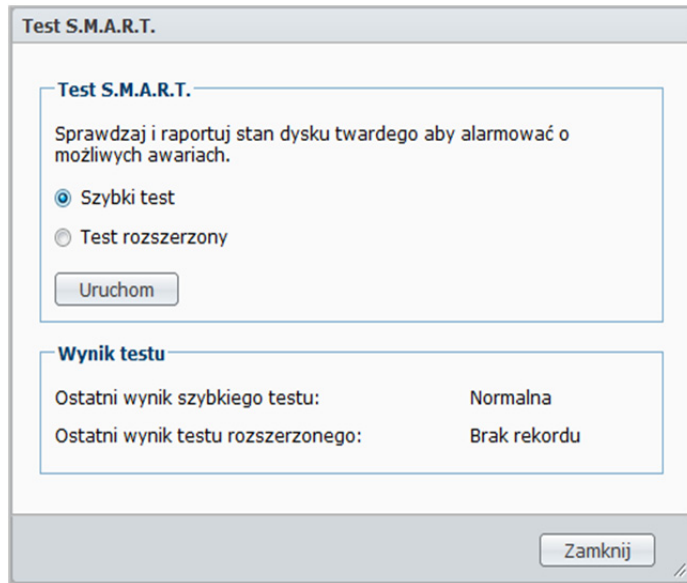 Test S.M.A.R.T.
Test S.M.A.R.T.
Sprawdzaj i raportuj stan dysku twardego aby alarmować o
możliwych awariach.
Szybki test
Test rozszerzony
Uruchom
Wynik testu
Ostatni wynik szybkiego testu: Normalna
Ostatni wynik testu rozszerzonego: Brak rekordu
Zamknij